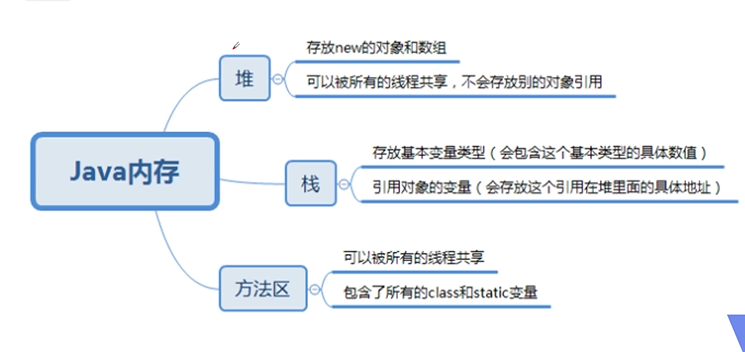 存放new的对象和数组
堆
可以被所有的线程共享，不会存放别的对象引用
Java内存
存放基本变量类型（会包含这个基本类型的具体数值）
栈
引用对象的变量（会存放这个引用在堆里面的具体地址）
可以被所有的线程共享
方法区
包含了所有的class和static变量